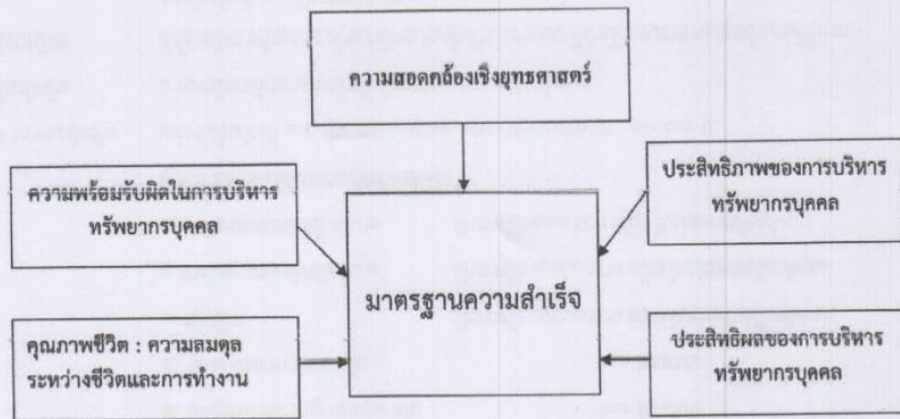 ความสอดคล้องเชิงยุทธศาสตร์
ความพร้อมรับผิดในการบริหาร
ทรัพยากรบุคคล
ประสิทธิภาพของการบริหาร
ทรัพยากรบุคคล
มาตรฐานความสำเร็จ
คุณภาพชีวิต : ความสมดุล
ระหว่างชีวิตและการทำงาน
ประสิทธิผลของการบริหาร
ทรัพยากรบุคคล